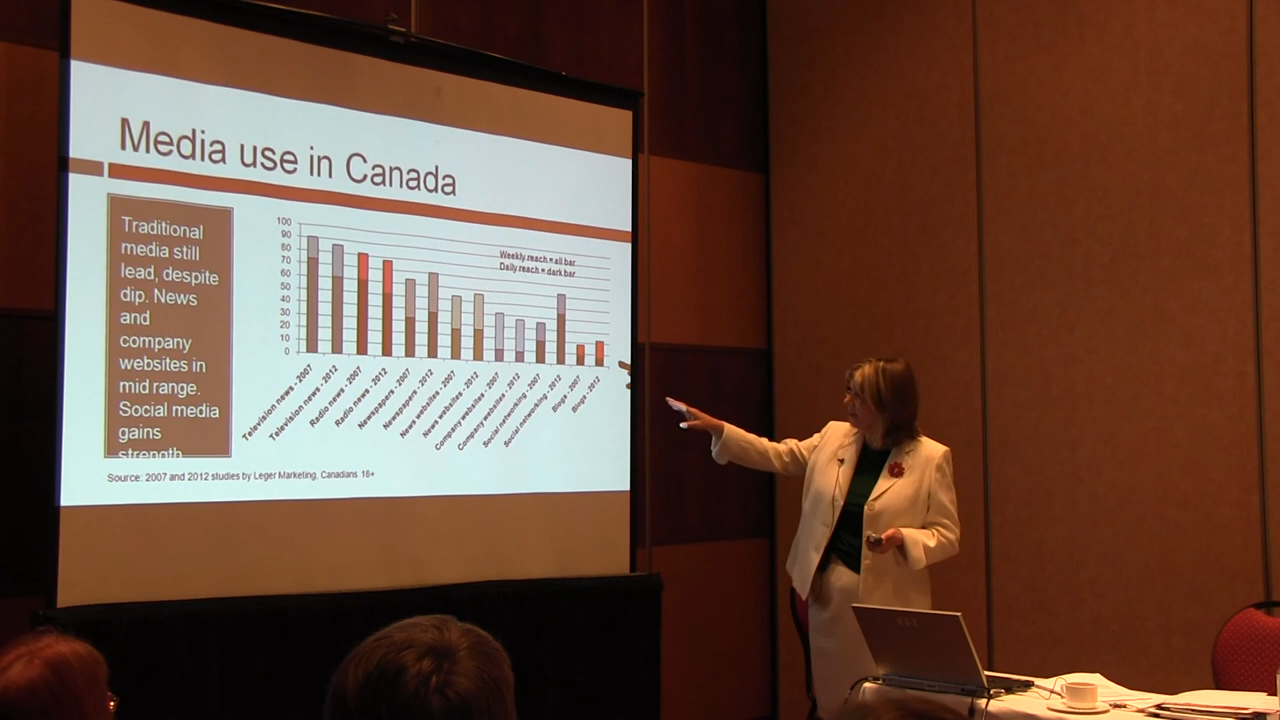 Media use in Canada
Traditional
media still
lead, despite
dip. News
and
company
websites in
mid range.
Social media
gains
strength
100
90
80
70
60
50
40
30
20
10
0
Weekly reach = all bar
Daily reach = dark bar
Television news - 2007
Television news - 2012
Radio news - 2007
Radio news - 2012
Newspapers - 2007
Newspapers - 2012
News websites - 2007
News websites - 2012
Company websites - 2007
Company websites - 2012
Social networking - 2007
Social networking - 2012
Blogs - 2007
Blogs - 2012
Source: 2007 and 2012 studies by Leger Marketing, Canadians 18+